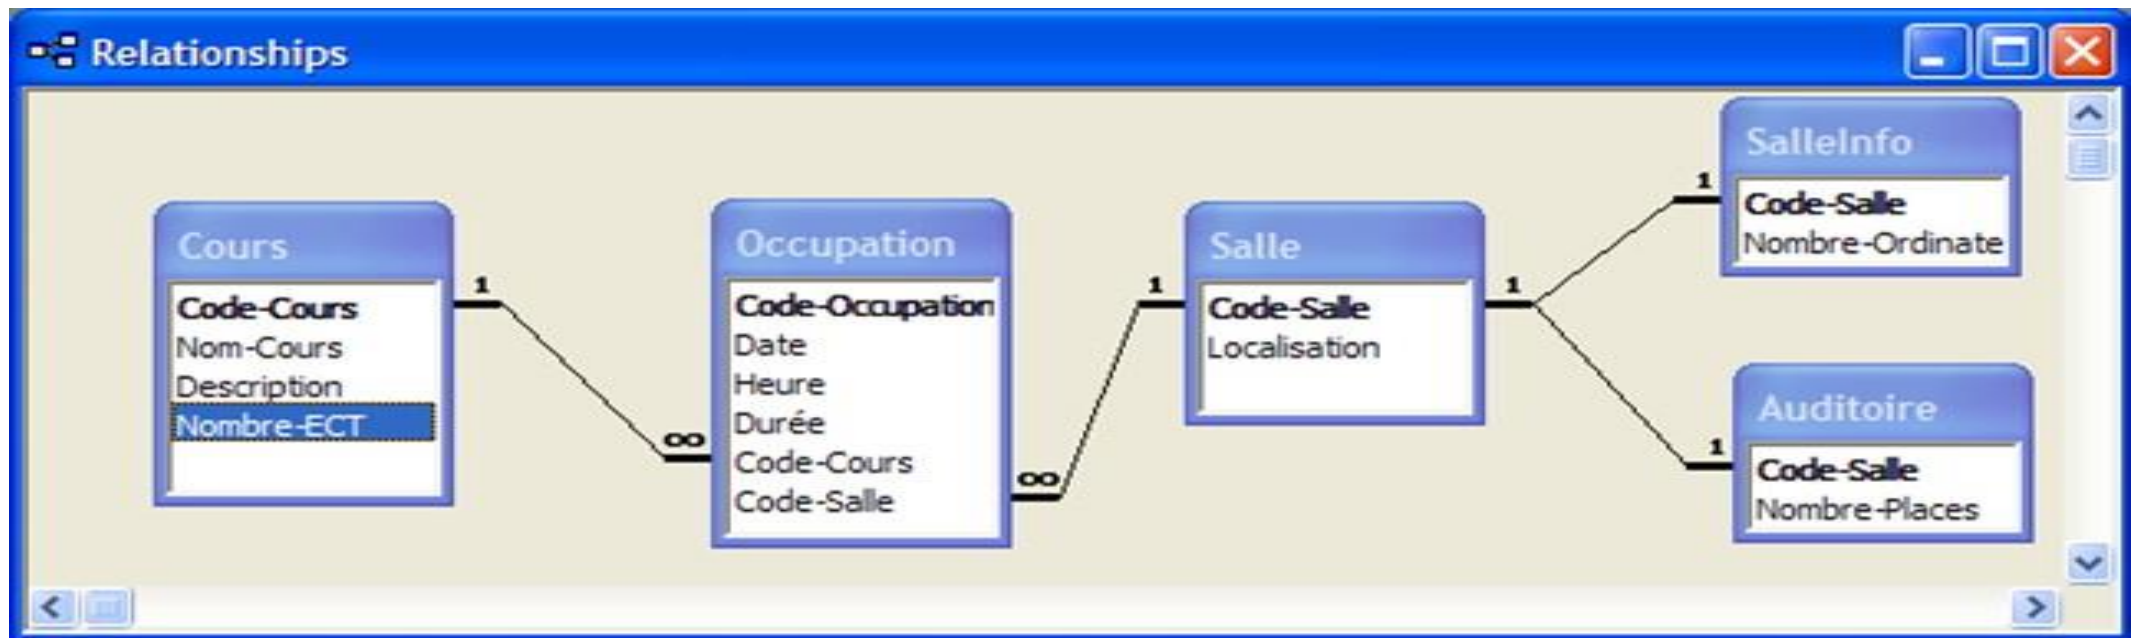 Relationships
Cours
Code-Cours
Nom-Cours
Description
Nombre-ECT
1
∞
Occupation
Code-Occupation
Date
Heure
Durée
Code-Cours
Code-Salle
∞
1
Salle
Code-Salle
Localisation
1
1
SalleInfo
Code-Salle
Nombre-Ordinate
1
Auditoire
Code-Salle
Nombre-Places